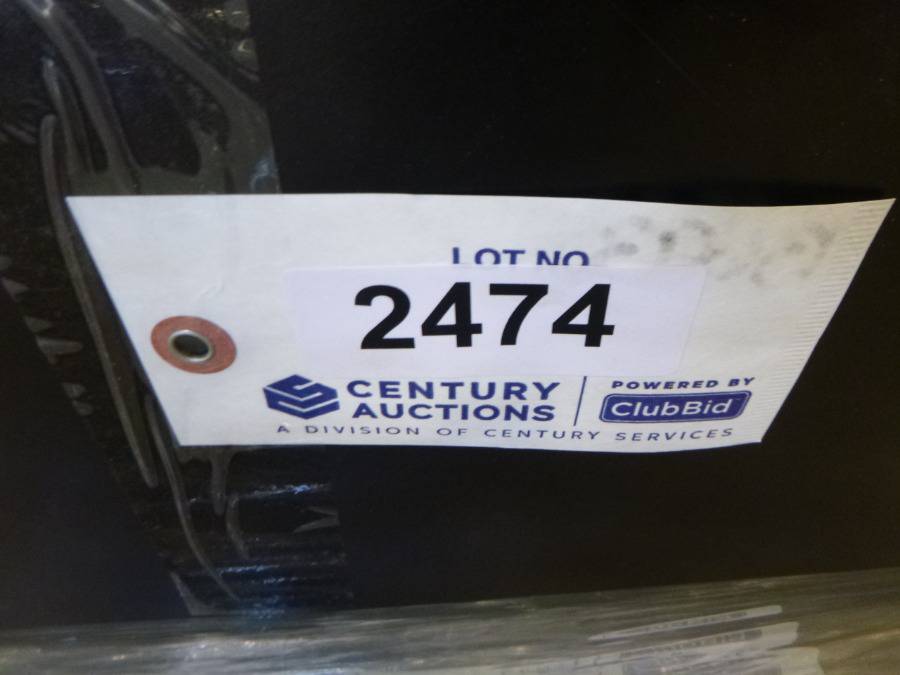 LOT NO
2474
CENTURY
AUCTIONS
POWERED BY
ClubBid
A DIVISION OF CENTURY SERVICES